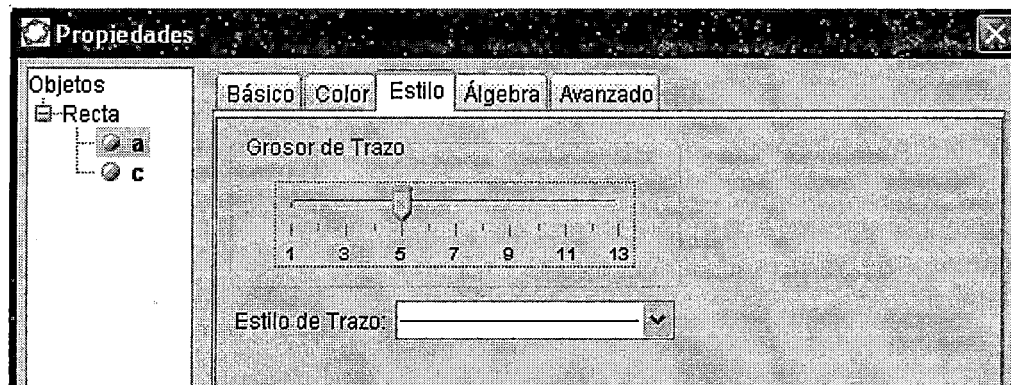 Propiedades
Objetos
Recta
a
c
Básico Color Estilo Álgebra Avanzado
Grosor de Trazo
1 3 5 7 9 11 13
Estilo de Trazo: